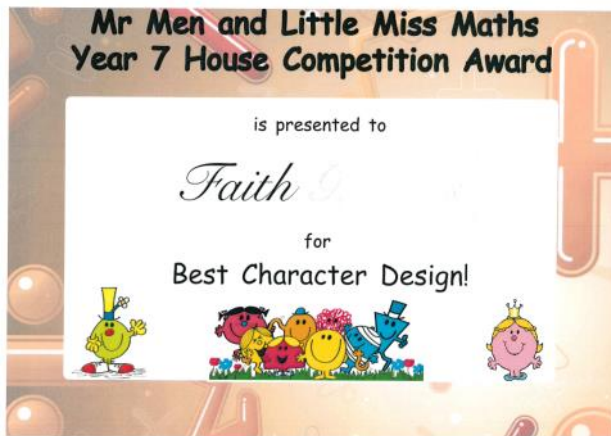 Mr Men and Little Miss Maths
Year 7 House Competition Award
is presented to
Faith
for
Best Character Design!